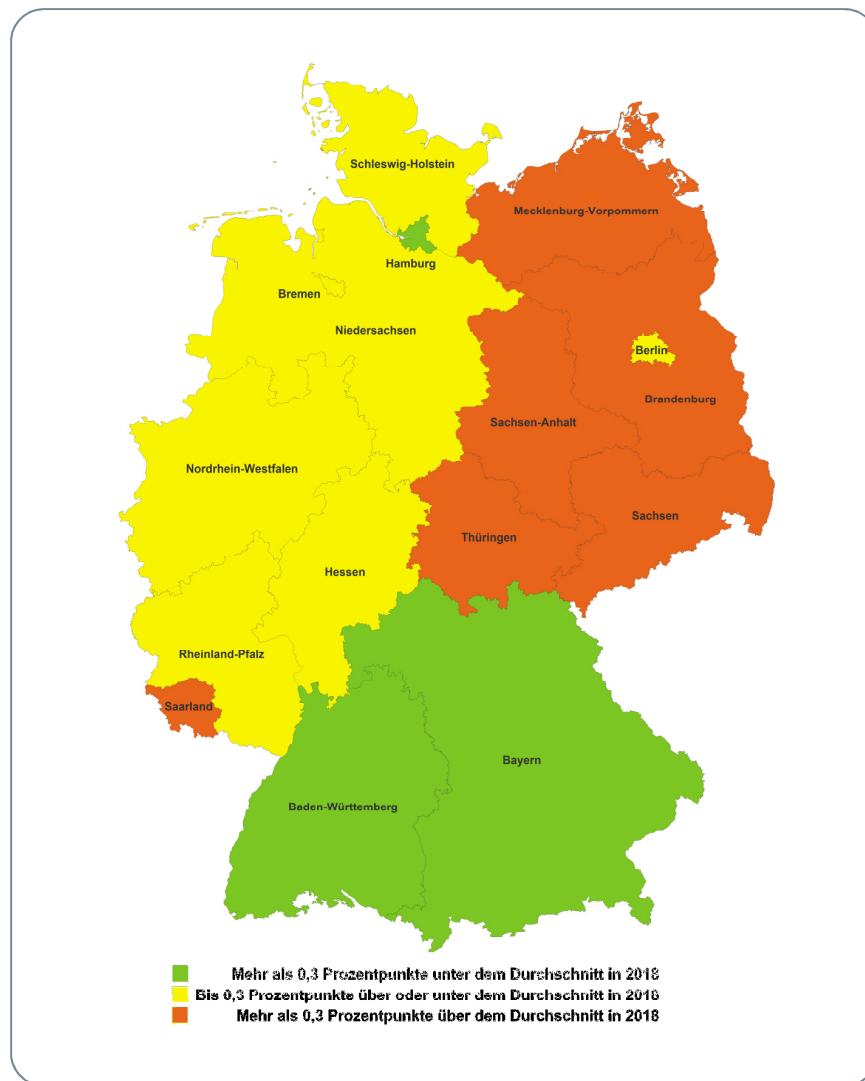 Schleswig-Holstein
Mecklenburg-Vorpommern
Hamburg
Bremen
Niedersachsen
Berlin
Brandenburg
Sachsen-Anhalt
Nordrhein-Westfalen
Sachsen
Thüringen
Hessen
Rheinland-Pfalz
Saarland
Bayern
Baden-Württemberg
Mehr als 0,3 Prozentpunkte unter dem Durchschnitt in 2018
Bis 0,3 Prozentpunkte über oder unter dem Durchschnitt in 2018
Mehr als 0,3 Prozentpunkte über dem Durchschnitt in 2018